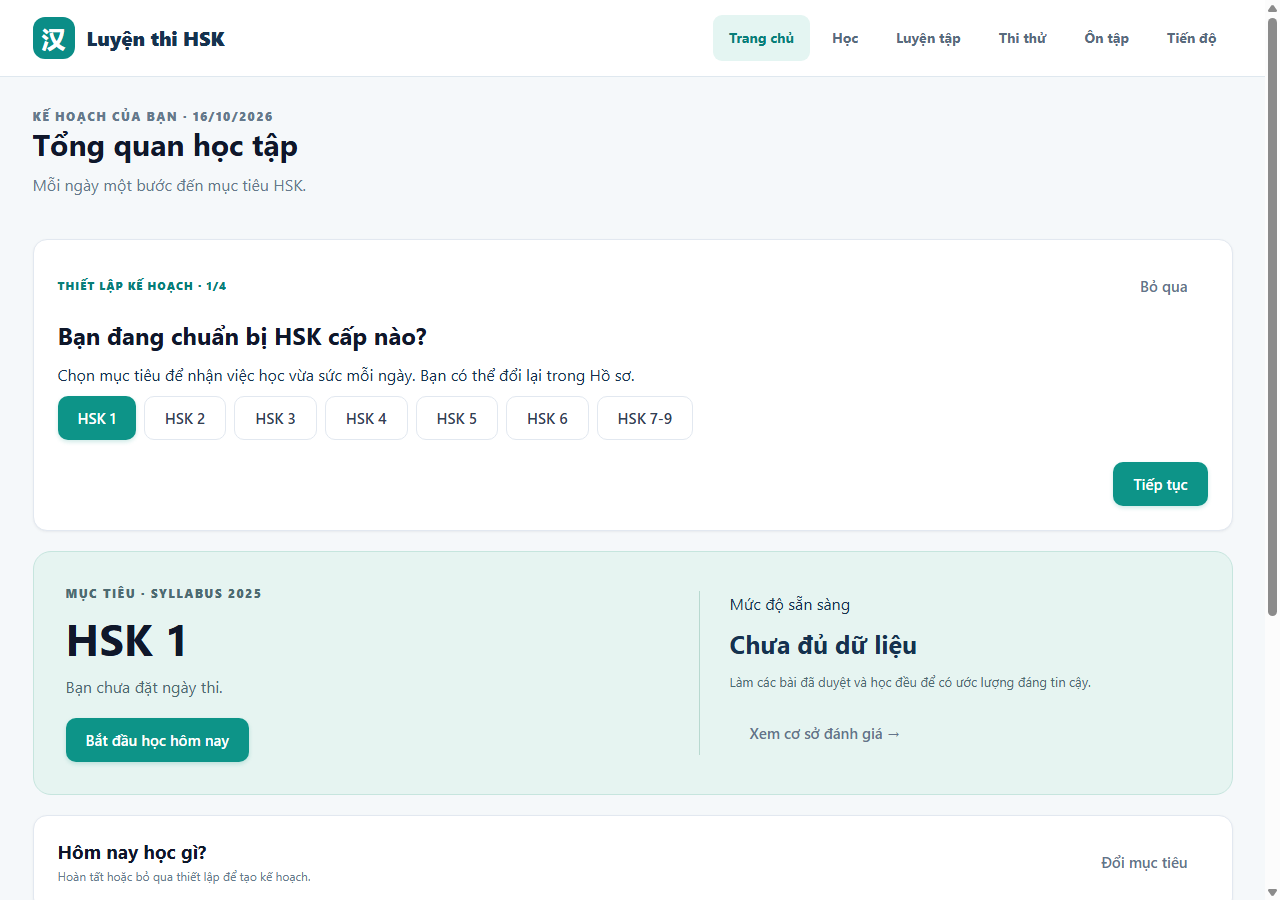 汉 Luyện thi HSK
Trang chủ Học Luyện tập Thi thử Ôn tập Tiến độ
KẾ HOẠCH CỦA BẠN · 16/10/2026
Tổng quan học tập
Mỗi ngày một bước đến mục tiêu HSK.
THIẾT LẬP KẾ HOẠCH · 1/4
Bỏ qua
Bạn đang chuẩn bị HSK cấp nào?
Chọn mục tiêu để nhận việc học vừa sức mỗi ngày. Bạn có thể đổi lại trong Hồ sơ.
HSK 1 HSK 2 HSK 3 HSK 4 HSK 5 HSK 6 HSK 7-9
Tiếp tục
MỤC TIÊU · SYLLABUS 2025
HSK 1
Bạn chưa đặt ngày thi.
Bắt đầu học hôm nay
Mức độ sẵn sàng
Chưa đủ dữ liệu
Làm các bài đã duyệt và học đều để có ước lượng đáng tin cậy.
Xem cơ sở đánh giá →
Hôm nay học gì?
Hoàn tất hoặc bỏ qua thiết lập để tạo kế hoạch.
Đổi mục tiêu